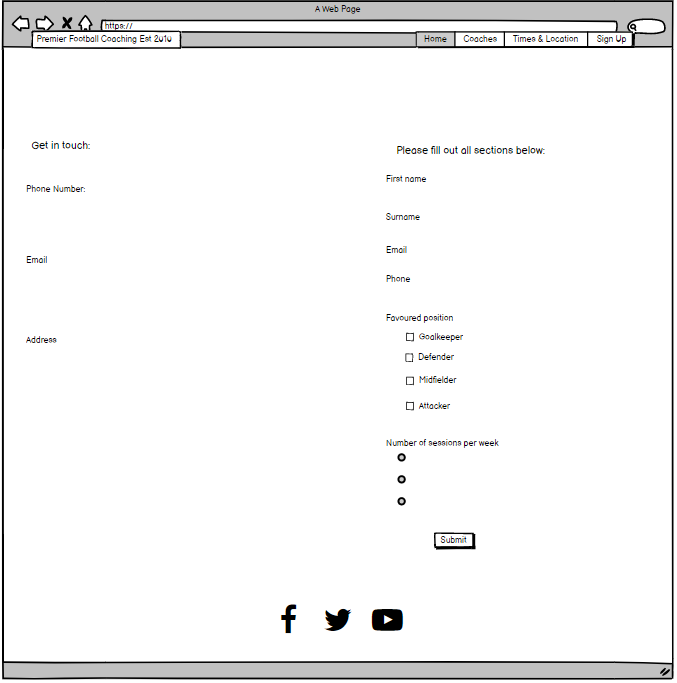 A Web Page
https://
Premier Football Coaching Est 2010
Home
Coaches
Times & Location
Sign Up
Get in touch:
Phone Number:
Email
Address
Please fill out all sections below:
First name
Surname
Email
Phone
Favoured position
Goalkeeper
Defender
Midfielder
Attacker
Number of sessions per week
Submit